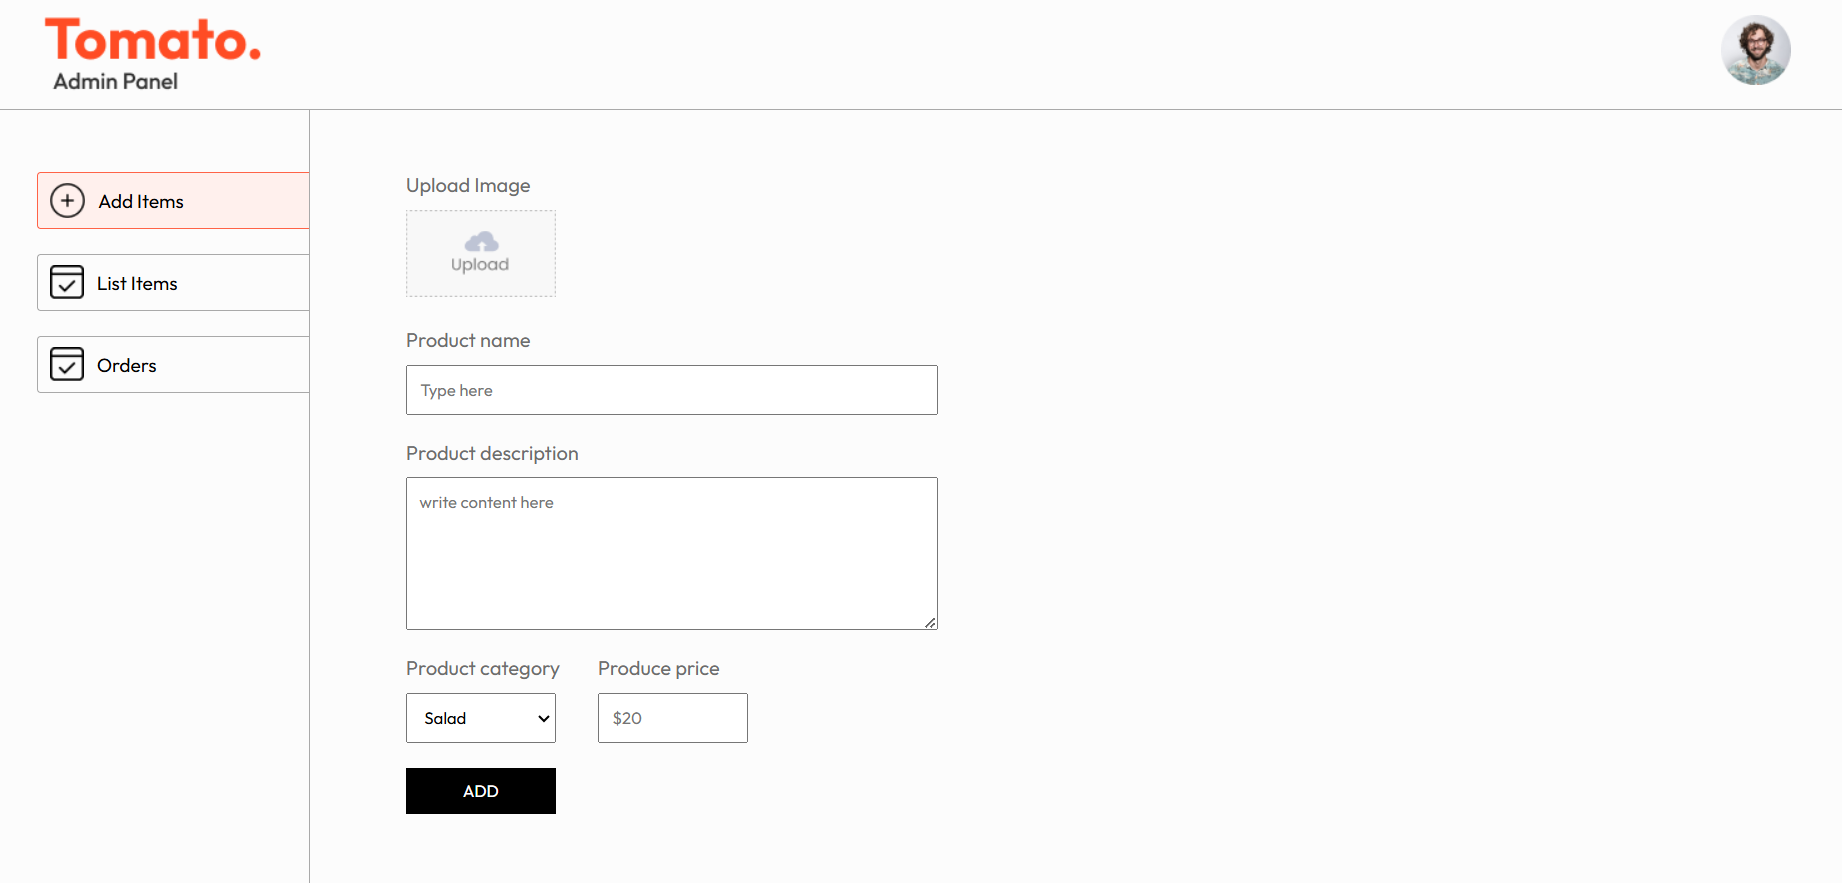 Tomato.
Admin Panel
Add Items
List Items
Orders
Upload Image
Upload
Product name
Type here
Product description
write content here
Product category
Produce price
Salad
$20
ADD